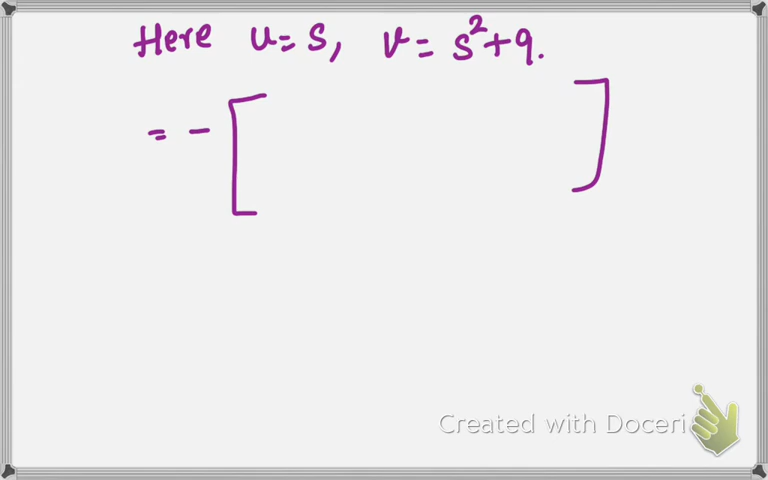 Here u = s, v = s²+9.
= - [ ]
Created with Doceri